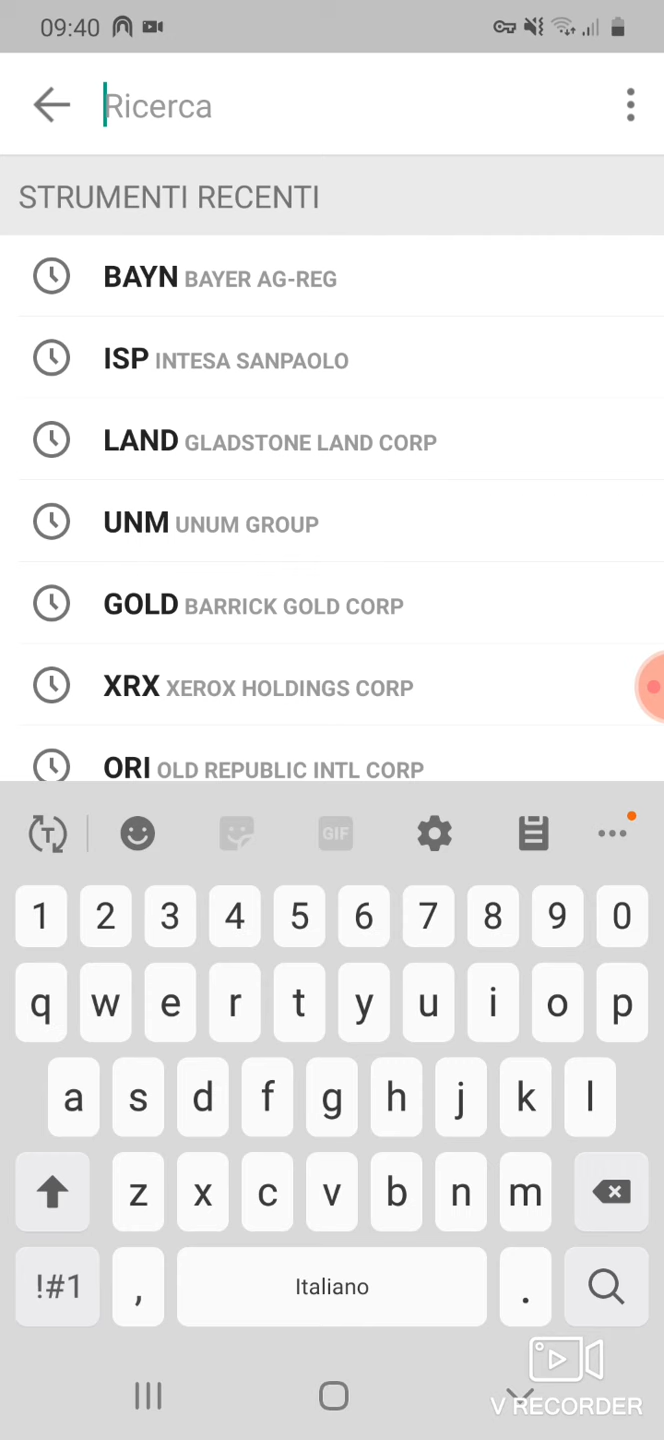 09:40
Ricerca
STRUMENTI RECENTI
BAYN BAYER AG-REG
ISP INTESA SANPAOLO
LAND GLADSTONE LAND CORP
UNM UNUM GROUP
GOLD BARRICK GOLD CORP
XRX XEROX HOLDINGS CORP
ORI OLD REPUBLIC INTL CORP
T GIF
1 2 3 4 5 6 7 8 9 0
q w e r t y u i o p
a s d f g h j k l
z x c v b n m
!#1 , Italiano .
V RECORDER